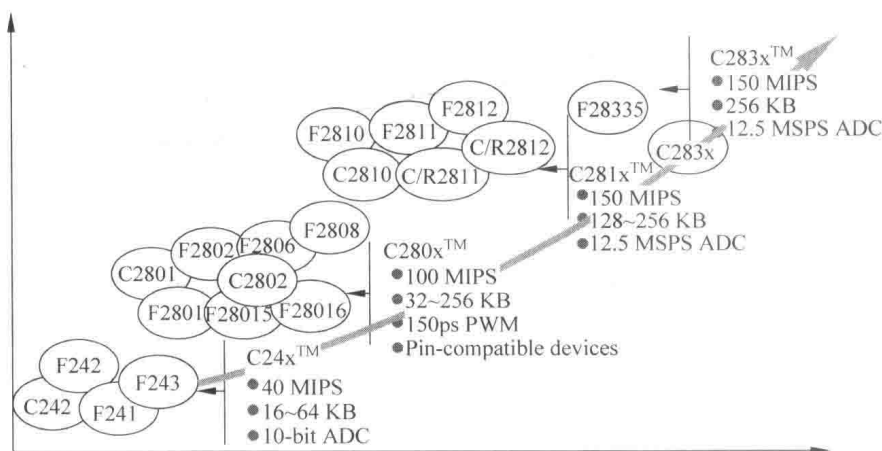 C283x™
150 MIPS
256 KB
12.5 MSPS ADC
F28335
C283x
F2812
F2811
F2810
C/R2812
C2810
C/R2811
C281x™
150 MIPS
128~256 KB
12.5 MSPS ADC
F2808
F2802
F2806
C2801
C2802
F2801
F28015
F28016
C280x™
100 MIPS
32~256 KB
150ps PWM
Pin-compatible devices
C24x™
40 MIPS
16~64 KB
10-bit ADC
F242
F243
C242
F241